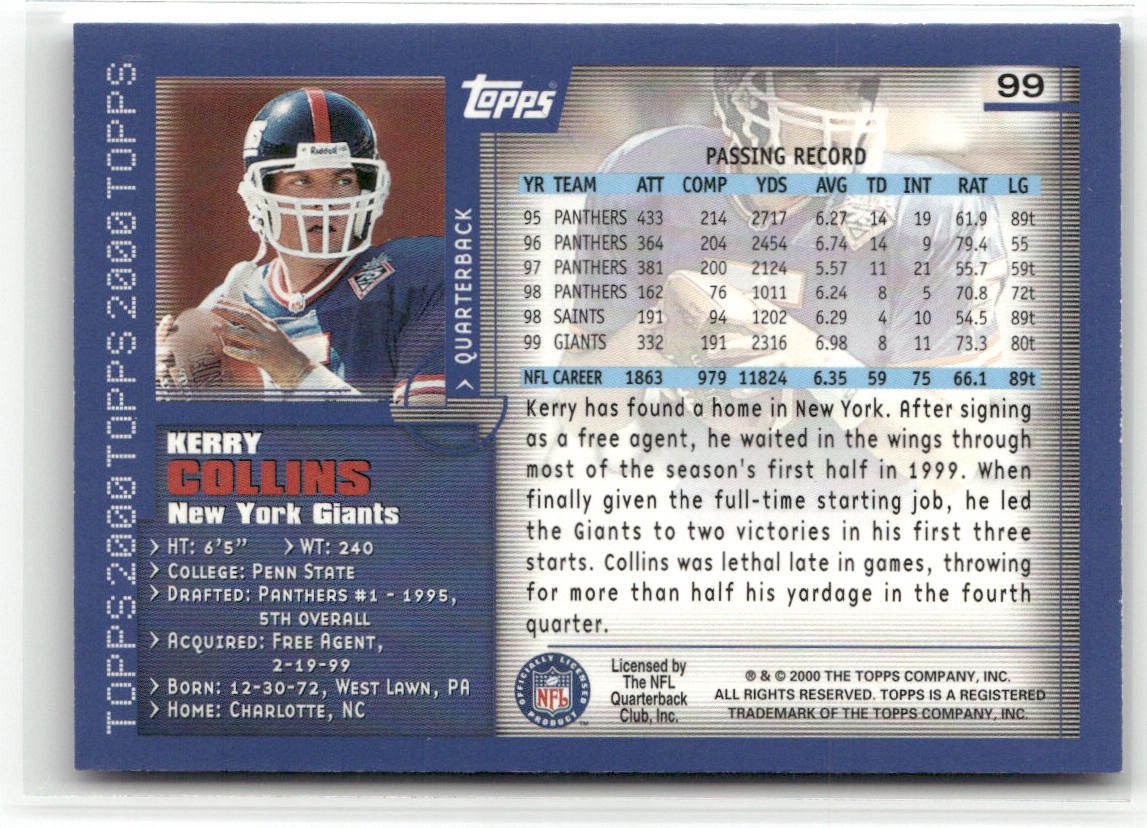 TOPPS 2000 TOPPS 2000 TOPPS 2000 TOPPS
Riddell
Topps
QUARTERBACK
99
PASSING RECORD
YR TEAM ATT COMP YDS AVG TD INT RAT LG
95 PANTHERS 433 214 2717 6.27 14 19 61.9 89t
96 PANTHERS 364 204 2454 6.74 14 9 79.4 55
97 PANTHERS 381 200 2124 5.57 11 21 55.7 59t
98 PANTHERS 162 76 1011 6.24 8 5 70.8 72t
98 SAINTS 191 94 1202 6.29 4 10 54.5 89t
99 GIANTS 332 191 2316 6.98 8 11 73.3 80t
NFL CAREER 1863 979 11824 6.35 59 75 66.1 89t
Kerry has found a home in New York. After signing
as a free agent, he waited in the wings through
most of the season's first half in 1999. When
finally given the full-time starting job, he led
the Giants to two victories in his first three
starts. Collins was lethal late in games, throwing
for more than half his yardage in the fourth
quarter.
KERRY
COLLINS
New York Giants
> HT: 6'5" > WT: 240
> COLLEGE: PENN STATE
> DRAFTED: PANTHERS #1 - 1995,
5TH OVERALL
> ACQUIRED: FREE AGENT,
2-19-99
> BORN: 12-30-72, WEST LAWN, PA
> HOME: CHARLOTTE, NC
OFFICIALLY LICENSED
NFL
PRODUCT
TM
Licensed by
The NFL
Quarterback
Club, Inc.
® & © 2000 THE TOPPS COMPANY, INC.
ALL RIGHTS RESERVED. TOPPS IS A REGISTERED
TRADEMARK OF THE TOPPS COMPANY, INC.